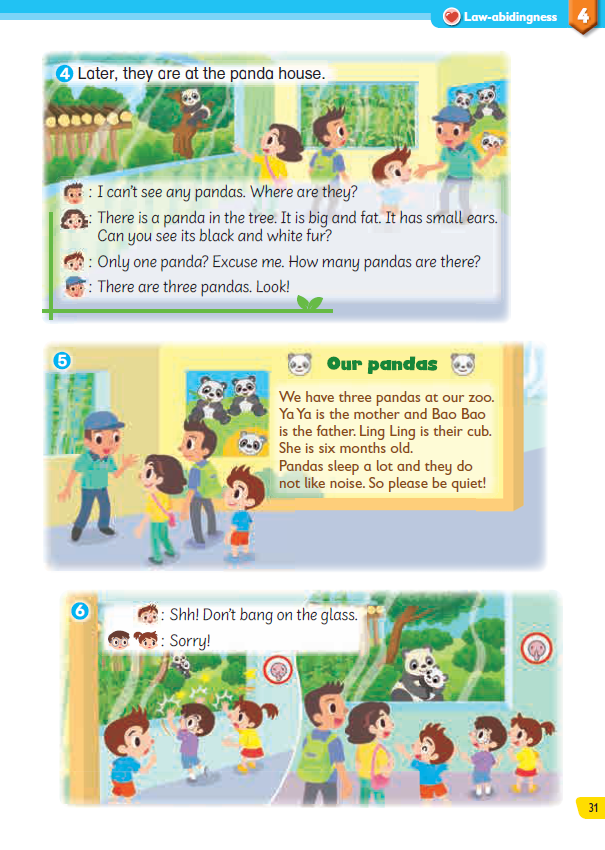 Law-abidingness
4
4 Later, they are at the panda house.
: I can't see any pandas. Where are they?
: There is a panda in the tree. It is big and fat. It has small ears.
Can you see its black and white fur?
: Only one panda? Excuse me. How many pandas are there?
: There are three pandas. Look!
5
Our pandas
We have three pandas at our zoo.
Ya Ya is the mother and Bao Bao
is the father. Ling Ling is their cub.
She is six months old.
Pandas sleep a lot and they do
not like noise. So please be quiet!
6
: Shh! Don't bang on the glass.
: Sorry!
31